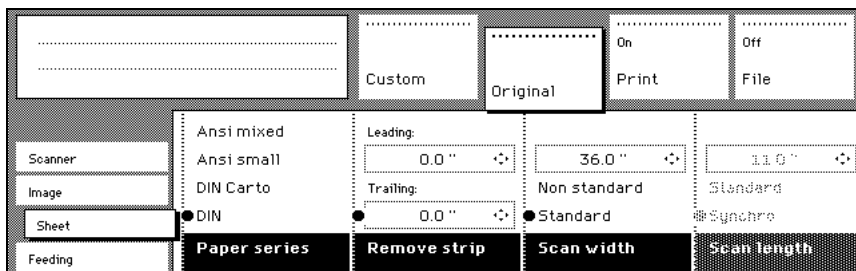 On
Off
Custom
Original
Print
File
Scanner
Image
Sheet
Feeding
Ansi mixed
Ansi small
DIN Carto
DIN
Paper series
Leading:
0.0 "
Trailing:
0.0 "
Remove strip
36.0 "
Non standard
Standard
Scan width
11.0 "
Standard
Synchro
Scan length